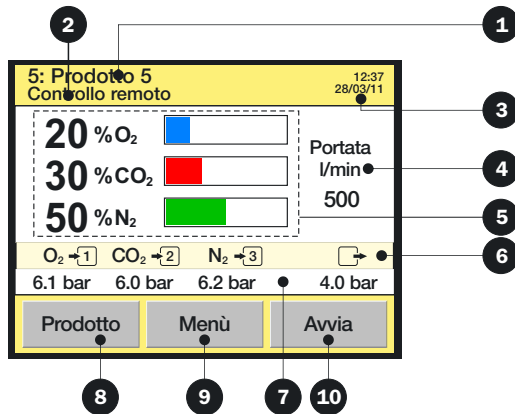 2
1
5: Prodotto 5
12:37
Controllo remoto
28/03/11
3
20 %O₂
Portata
30 %CO₂
l/min
4
500
50 %N₂
5
O₂ ➔ 1 CO₂ ➔ 2 N₂ ➔ 3
6
6.1 bar 6.0 bar 6.2 bar 4.0 bar
Prodotto Menù Avvia
8 9 7 10